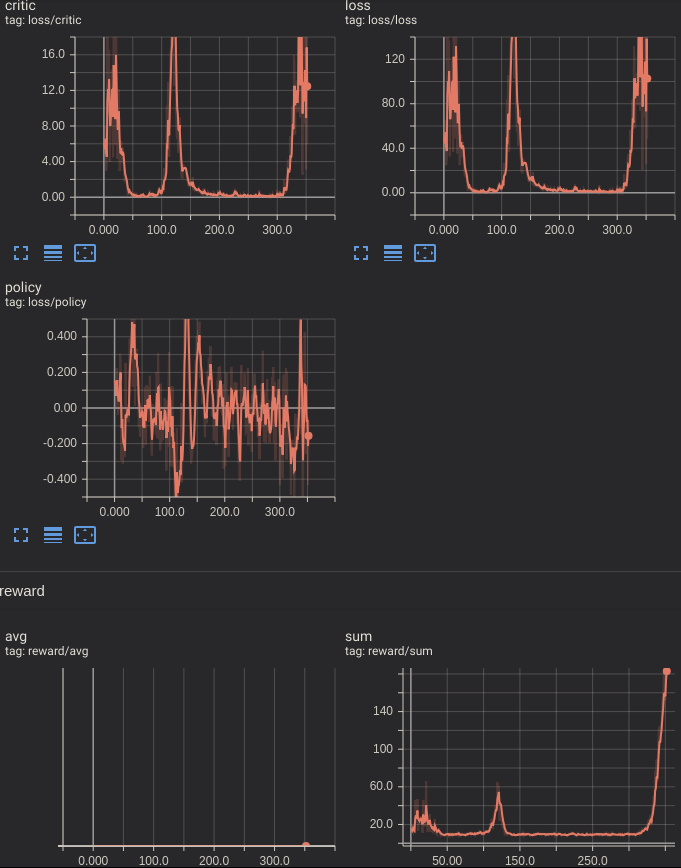 critic
tag: loss/critic
16.0
12.0
8.00
4.00
0.00
0.000 100.0 200.0 300.0
loss
tag: loss/loss
120
80.0
40.0
0.00
0.000 100.0 200.0 300.0
policy
tag: loss/policy
0.400
0.200
0.00
-0.200
-0.400
0.000 100.0 200.0 300.0
reward
avg
tag: reward/avg
0.000 100.0 200.0 300.0
sum
tag: reward/sum
140
100
60.0
20.0
50.00 150.0 250.0